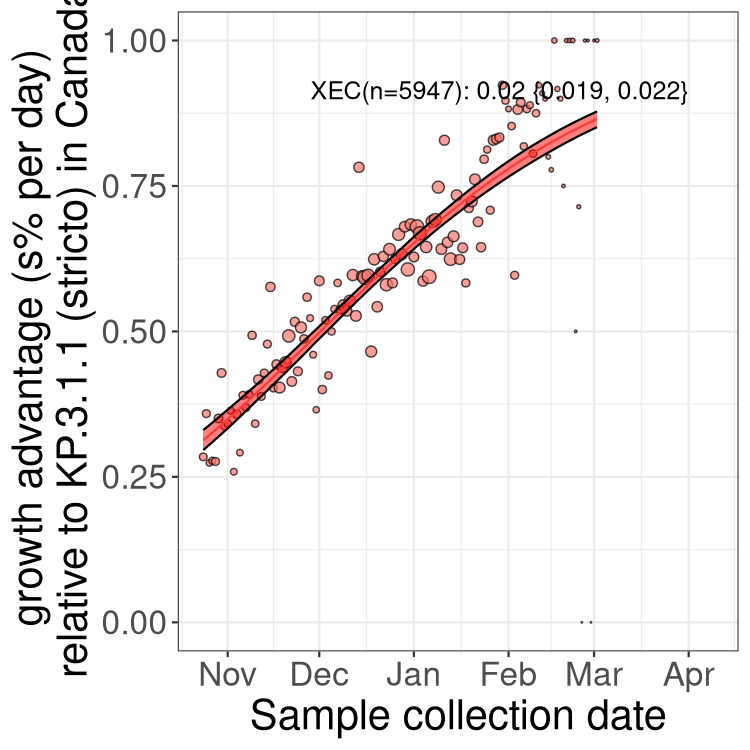 growth advantage (s% per day)
relative to KP.3.1.1 (stricto) in Canada
1.00
0.75
0.50
0.25
0.00
XEC(n=5947): 0.02 {0.019, 0.022}
Nov Dec Jan Feb Mar Apr
Sample collection date